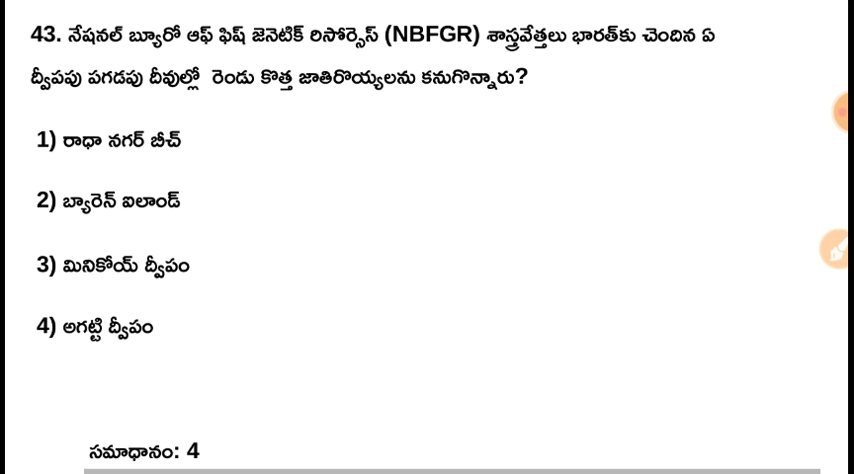 43. నేషనల్ బ్యూరో ఆఫ్ ఫిష్ జెనెటిక్ రిసోర్సెస్ (NBFGR) శాస్త్రవేత్తలు భారత్‌కు చెందిన ఏ
ద్వీపపు పగడపు దీవుల్లో రెండు కొత్త జాతిరొయ్యలను కనుగొన్నారు?
1) రాధా నగర్ బీచ్
2) బ్యారెన్ ఐలాండ్
3) మినికోయ్ ద్వీపం
4) అగట్టి ద్వీపం
సమాధానం: 4